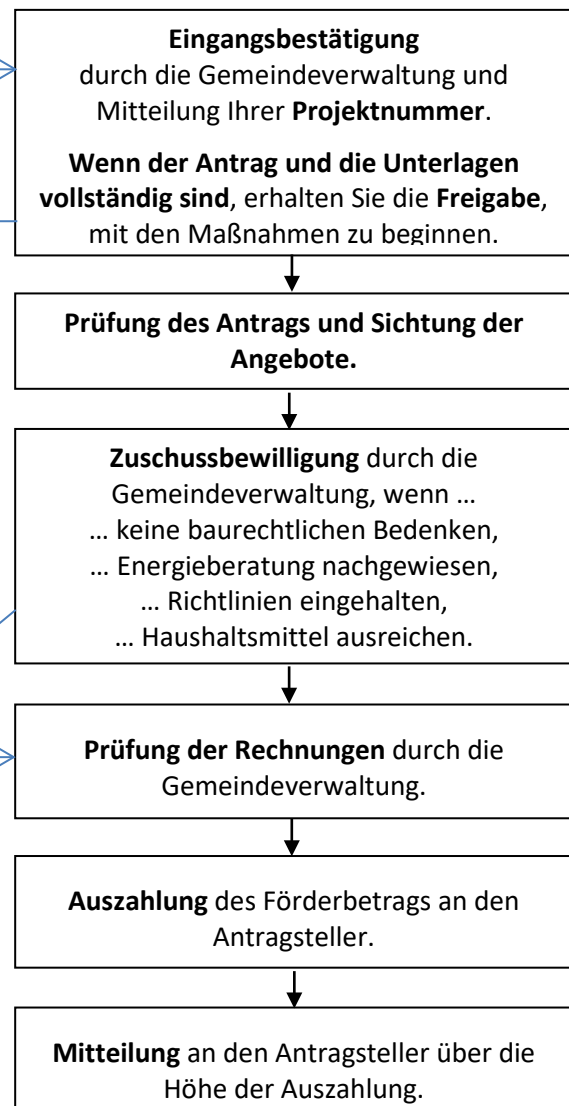 Eingangsbestätigung
durch die Gemeindeverwaltung und
Mitteilung Ihrer Projektnummer.
Wenn der Antrag und die Unterlagen
vollständig sind, erhalten Sie die Freigabe,
mit den Maßnahmen zu beginnen.
Prüfung des Antrags und Sichtung der
Angebote.
Zuschussbewilligung durch die
Gemeindeverwaltung, wenn …
… keine baurechtlichen Bedenken,
… Energieberatung nachgewiesen,
… Richtlinien eingehalten,
… Haushaltsmittel ausreichen.
Prüfung der Rechnungen durch die
Gemeindeverwaltung.
Auszahlung des Förderbetrags an den
Antragsteller.
Mitteilung an den Antragsteller über die
Höhe der Auszahlung.